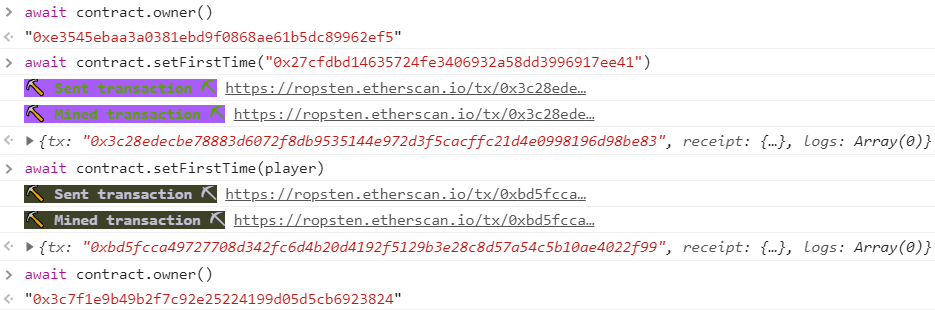 > await contract.owner()
<· "0xe3545ebaa3a0381ebd9f0868ae61b5dc89962ef5"
> await contract.setFirstTime("0x27cfdbd14635724fe3406932a58dd3996917ee41")
⛏ Sent transaction ⛏ https://ropsten.etherscan.io/tx/0x3c28ede…
⛏ Mined transaction ⛏ https://ropsten.etherscan.io/tx/0x3c28ede…
<· ▶ {tx: "0x3c28edecbe78883d6072f8db9535144e972d3f5cacffc21d4e0998196d98be83", receipt: {…}, logs: Array(0)}
> await contract.setFirstTime(player)
⛏ Sent transaction ⛏ https://ropsten.etherscan.io/tx/0xbd5fcca…
⛏ Mined transaction ⛏ https://ropsten.etherscan.io/tx/0xbd5fcca…
<· ▶ {tx: "0xbd5fcca49727708d342fc6d4b20d4192f5129b3e28c8d57a54c5b10ae4022f99", receipt: {…}, logs: Array(0)}
> await contract.owner()
<· "0x3c7f1e9b49b2f7c92e25224199d05d5cb6923824"